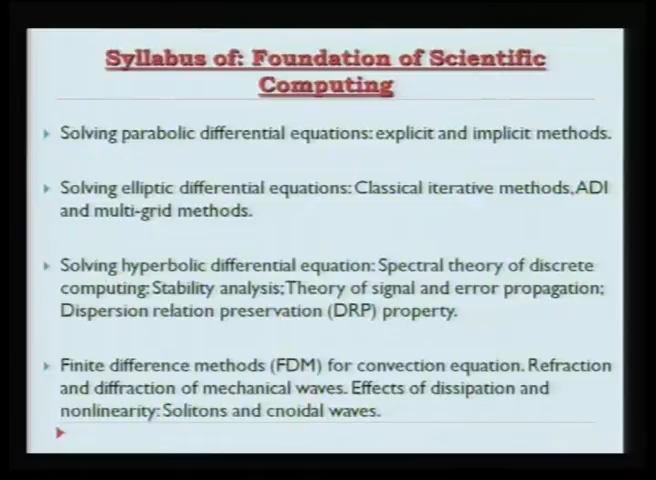 Syllabus of: Foundation of Scientific
Computing
Solving parabolic differential equations: explicit and implicit methods.
Solving elliptic differential equations: Classical iterative methods, ADI
and multi-grid methods.
Solving hyperbolic differential equation: Spectral theory of discrete
computing: Stability analysis; Theory of signal and error propagation;
Dispersion relation preservation (DRP) property.
Finite difference methods (FDM) for convection equation. Refraction
and diffraction of mechanical waves. Effects of dissipation and
nonlinearity: Solitons and cnoidal waves.